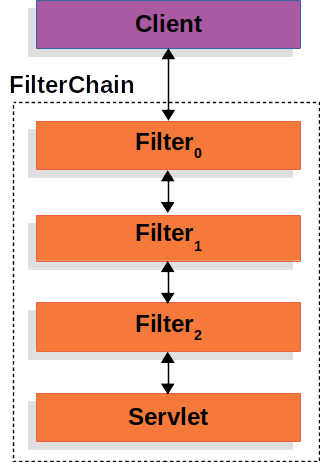 Client
FilterChain
Filter0
Filter1
Filter2
Servlet